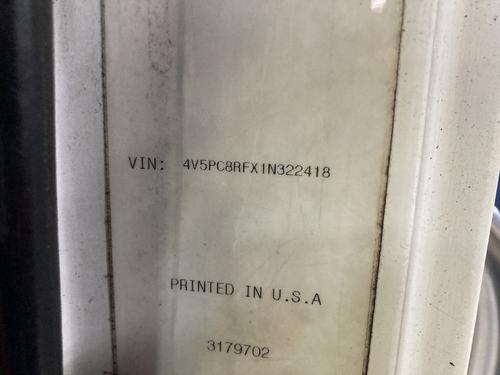 VIN: 4V5PC8RFX1N322418
PRINTED IN U.S.A
3179702